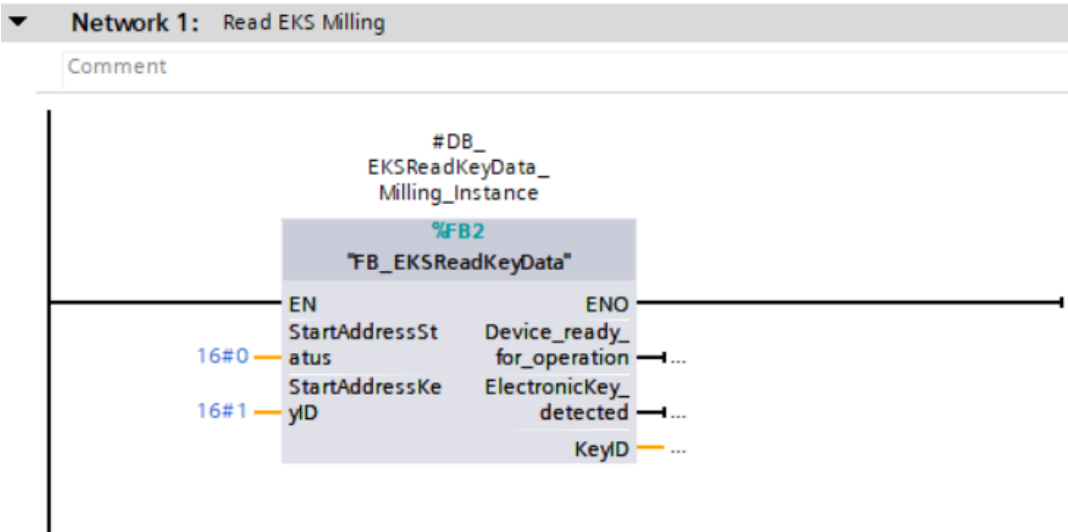 Network 1: Read EKS Milling
Comment
#DB_
EKSReadKeyData_
Milling_Instance
%FB2
"FB_EKSReadKeyData"
EN ENO
StartAddressSt Device_ready_
16#0 atus for_operation ...
StartAddressKe ElectronicKey_
16#1 yID detected ...
KeyID ...